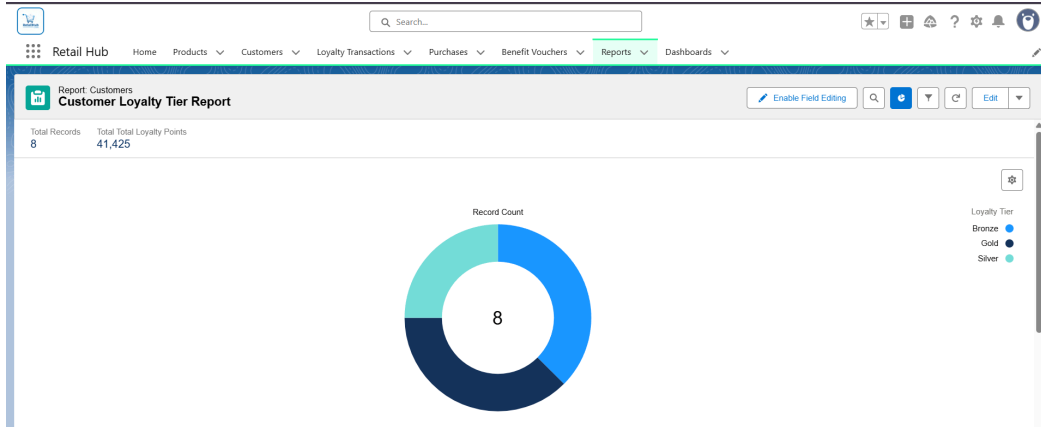 Search...
Retail Hub
Home
Products
Customers
Loyalty Transactions
Purchases
Benefit Vouchers
Reports
Dashboards
Report: Customers
Customer Loyalty Tier Report
Enable Field Editing
Edit
Total Records
Total Total Loyalty Points
8
41,425
Record Count
8
Loyalty Tier
Bronze
Gold
Silver